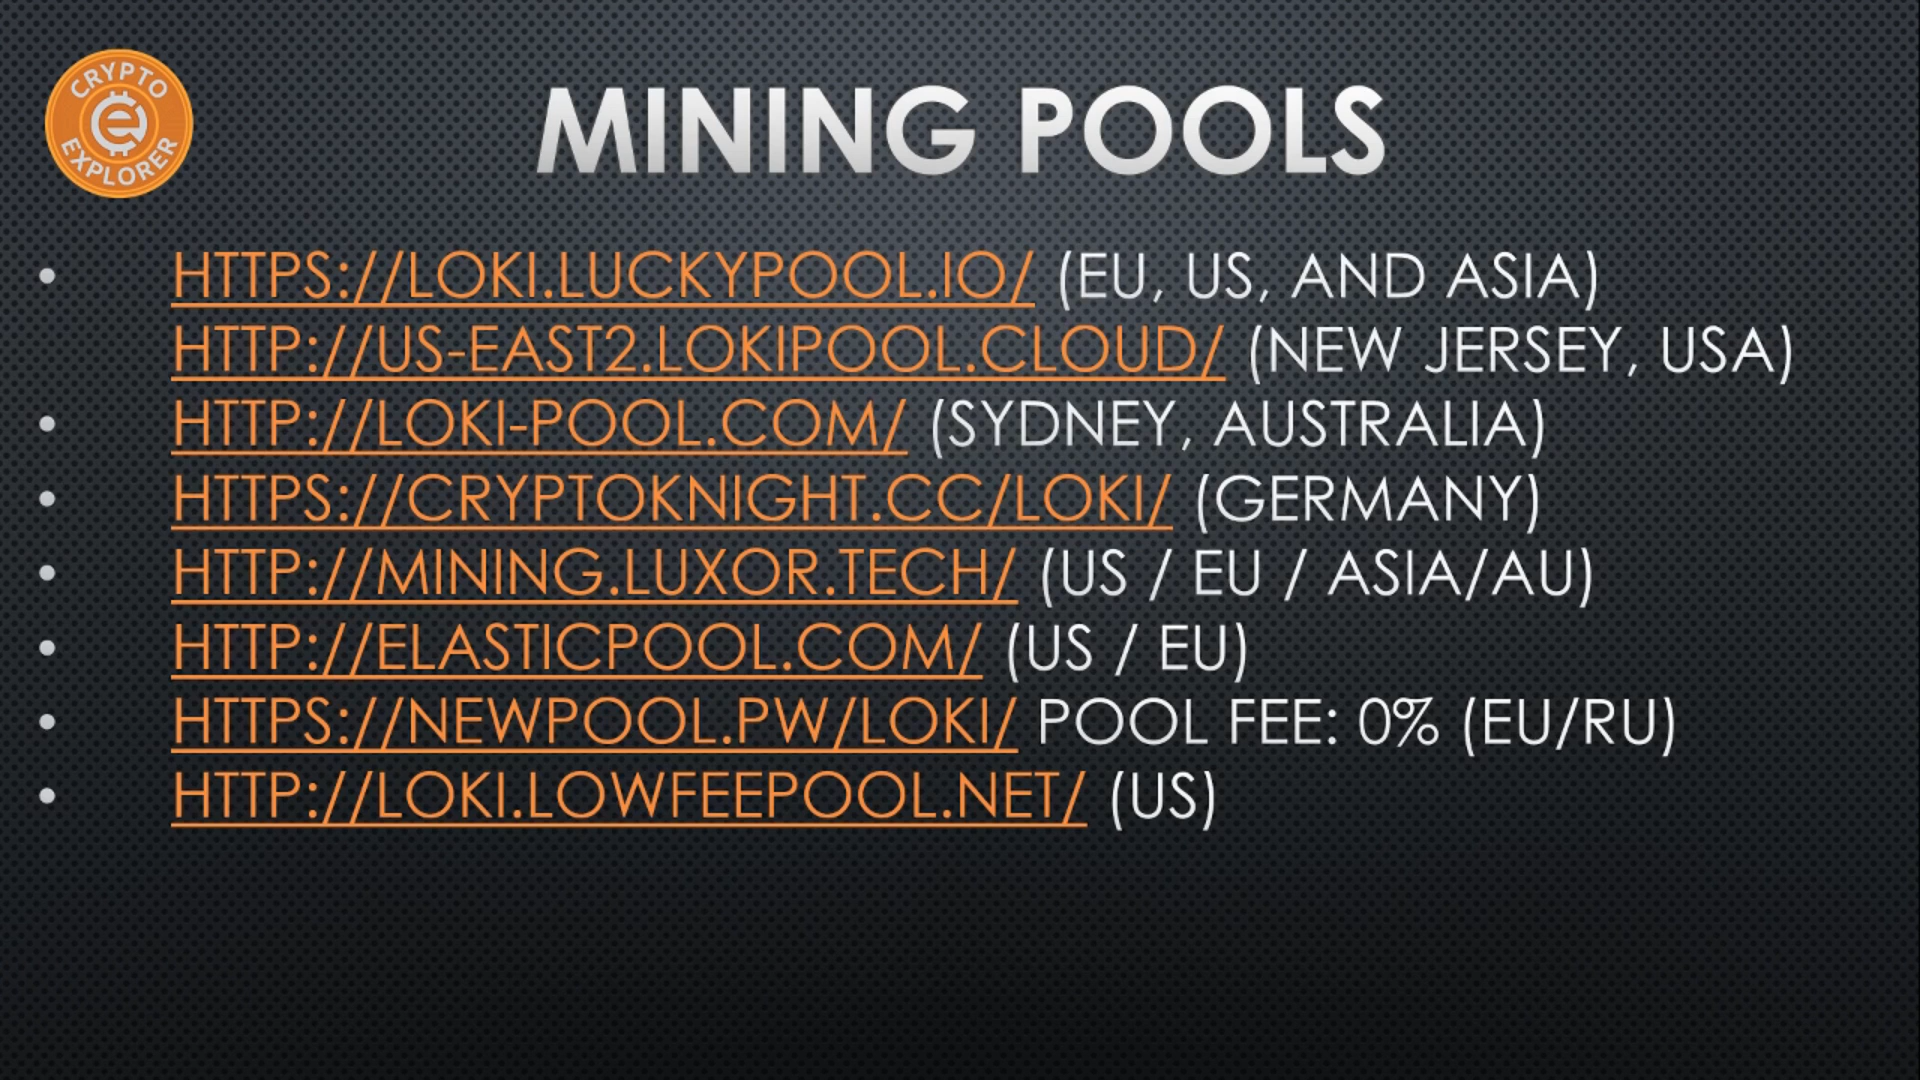 CRYPTO
e
EXPLORER
MINING POOLS
• HTTPS://LOKI.LUCKYPOOL.IO/ (EU, US, AND ASIA)
HTTP://US-EAST2.LOKIPOOL.CLOUD/ (NEW JERSEY, USA)
• HTTP://LOKI-POOL.COM/ (SYDNEY, AUSTRALIA)
• HTTPS://CRYPTOKNIGHT.CC/LOKI/ (GERMANY)
• HTTP://MINING.LUXOR.TECH/ (US / EU / ASIA/AU)
• HTTP://ELASTICPOOL.COM/ (US / EU)
• HTTPS://NEWPOOL.PW/LOKI/ POOL FEE: 0% (EU/RU)
• HTTP://LOKI.LOWFEEPOOL.NET/ (US)